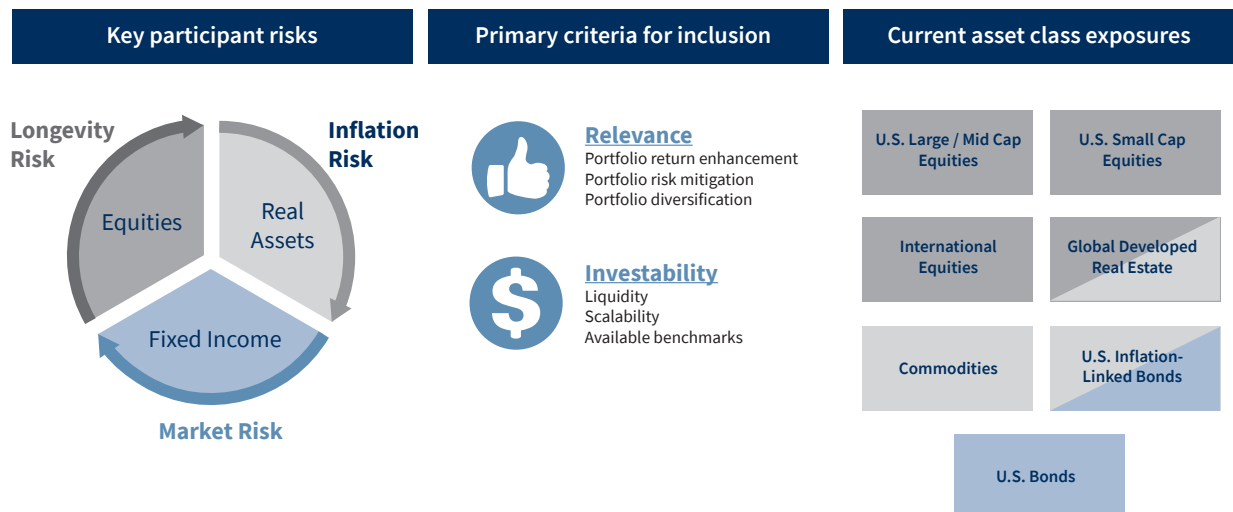 Key participant risks
Longevity
Risk
Inflation
Risk
Equities
Real
Assets
Fixed Income
Market Risk
Primary criteria for inclusion
Relevance
Portfolio return enhancement
Portfolio risk mitigation
Portfolio diversification
$
Investability
Liquidity
Scalability
Available benchmarks
Current asset class exposures
U.S. Large / Mid Cap
Equities
U.S. Small Cap
Equities
International
Equities
Global Developed
Real Estate
Commodities
U.S. Inflation-
Linked Bonds
U.S. Bonds